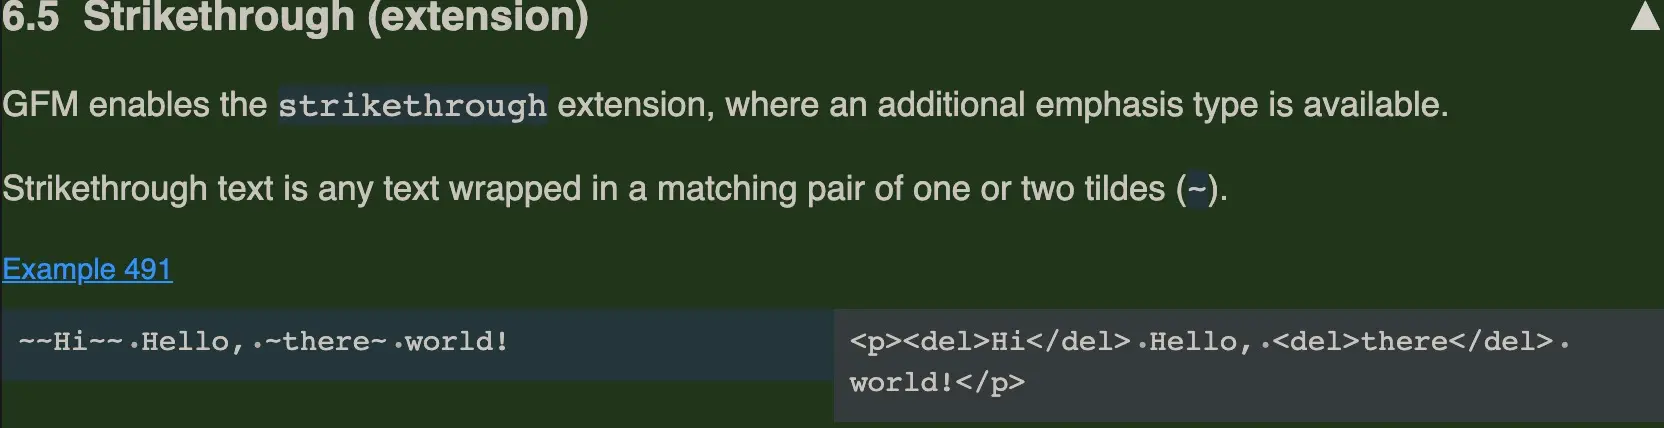 6.5 Strikethrough (extension) ▲
GFM enables the strikethrough extension, where an additional emphasis type is available.
Strikethrough text is any text wrapped in a matching pair of one or two tildes (~).
Example 491
~~Hi~~·Hello,·~there~·world!
<p><del>Hi</del>·Hello,·<del>there</del>·
world!</p>